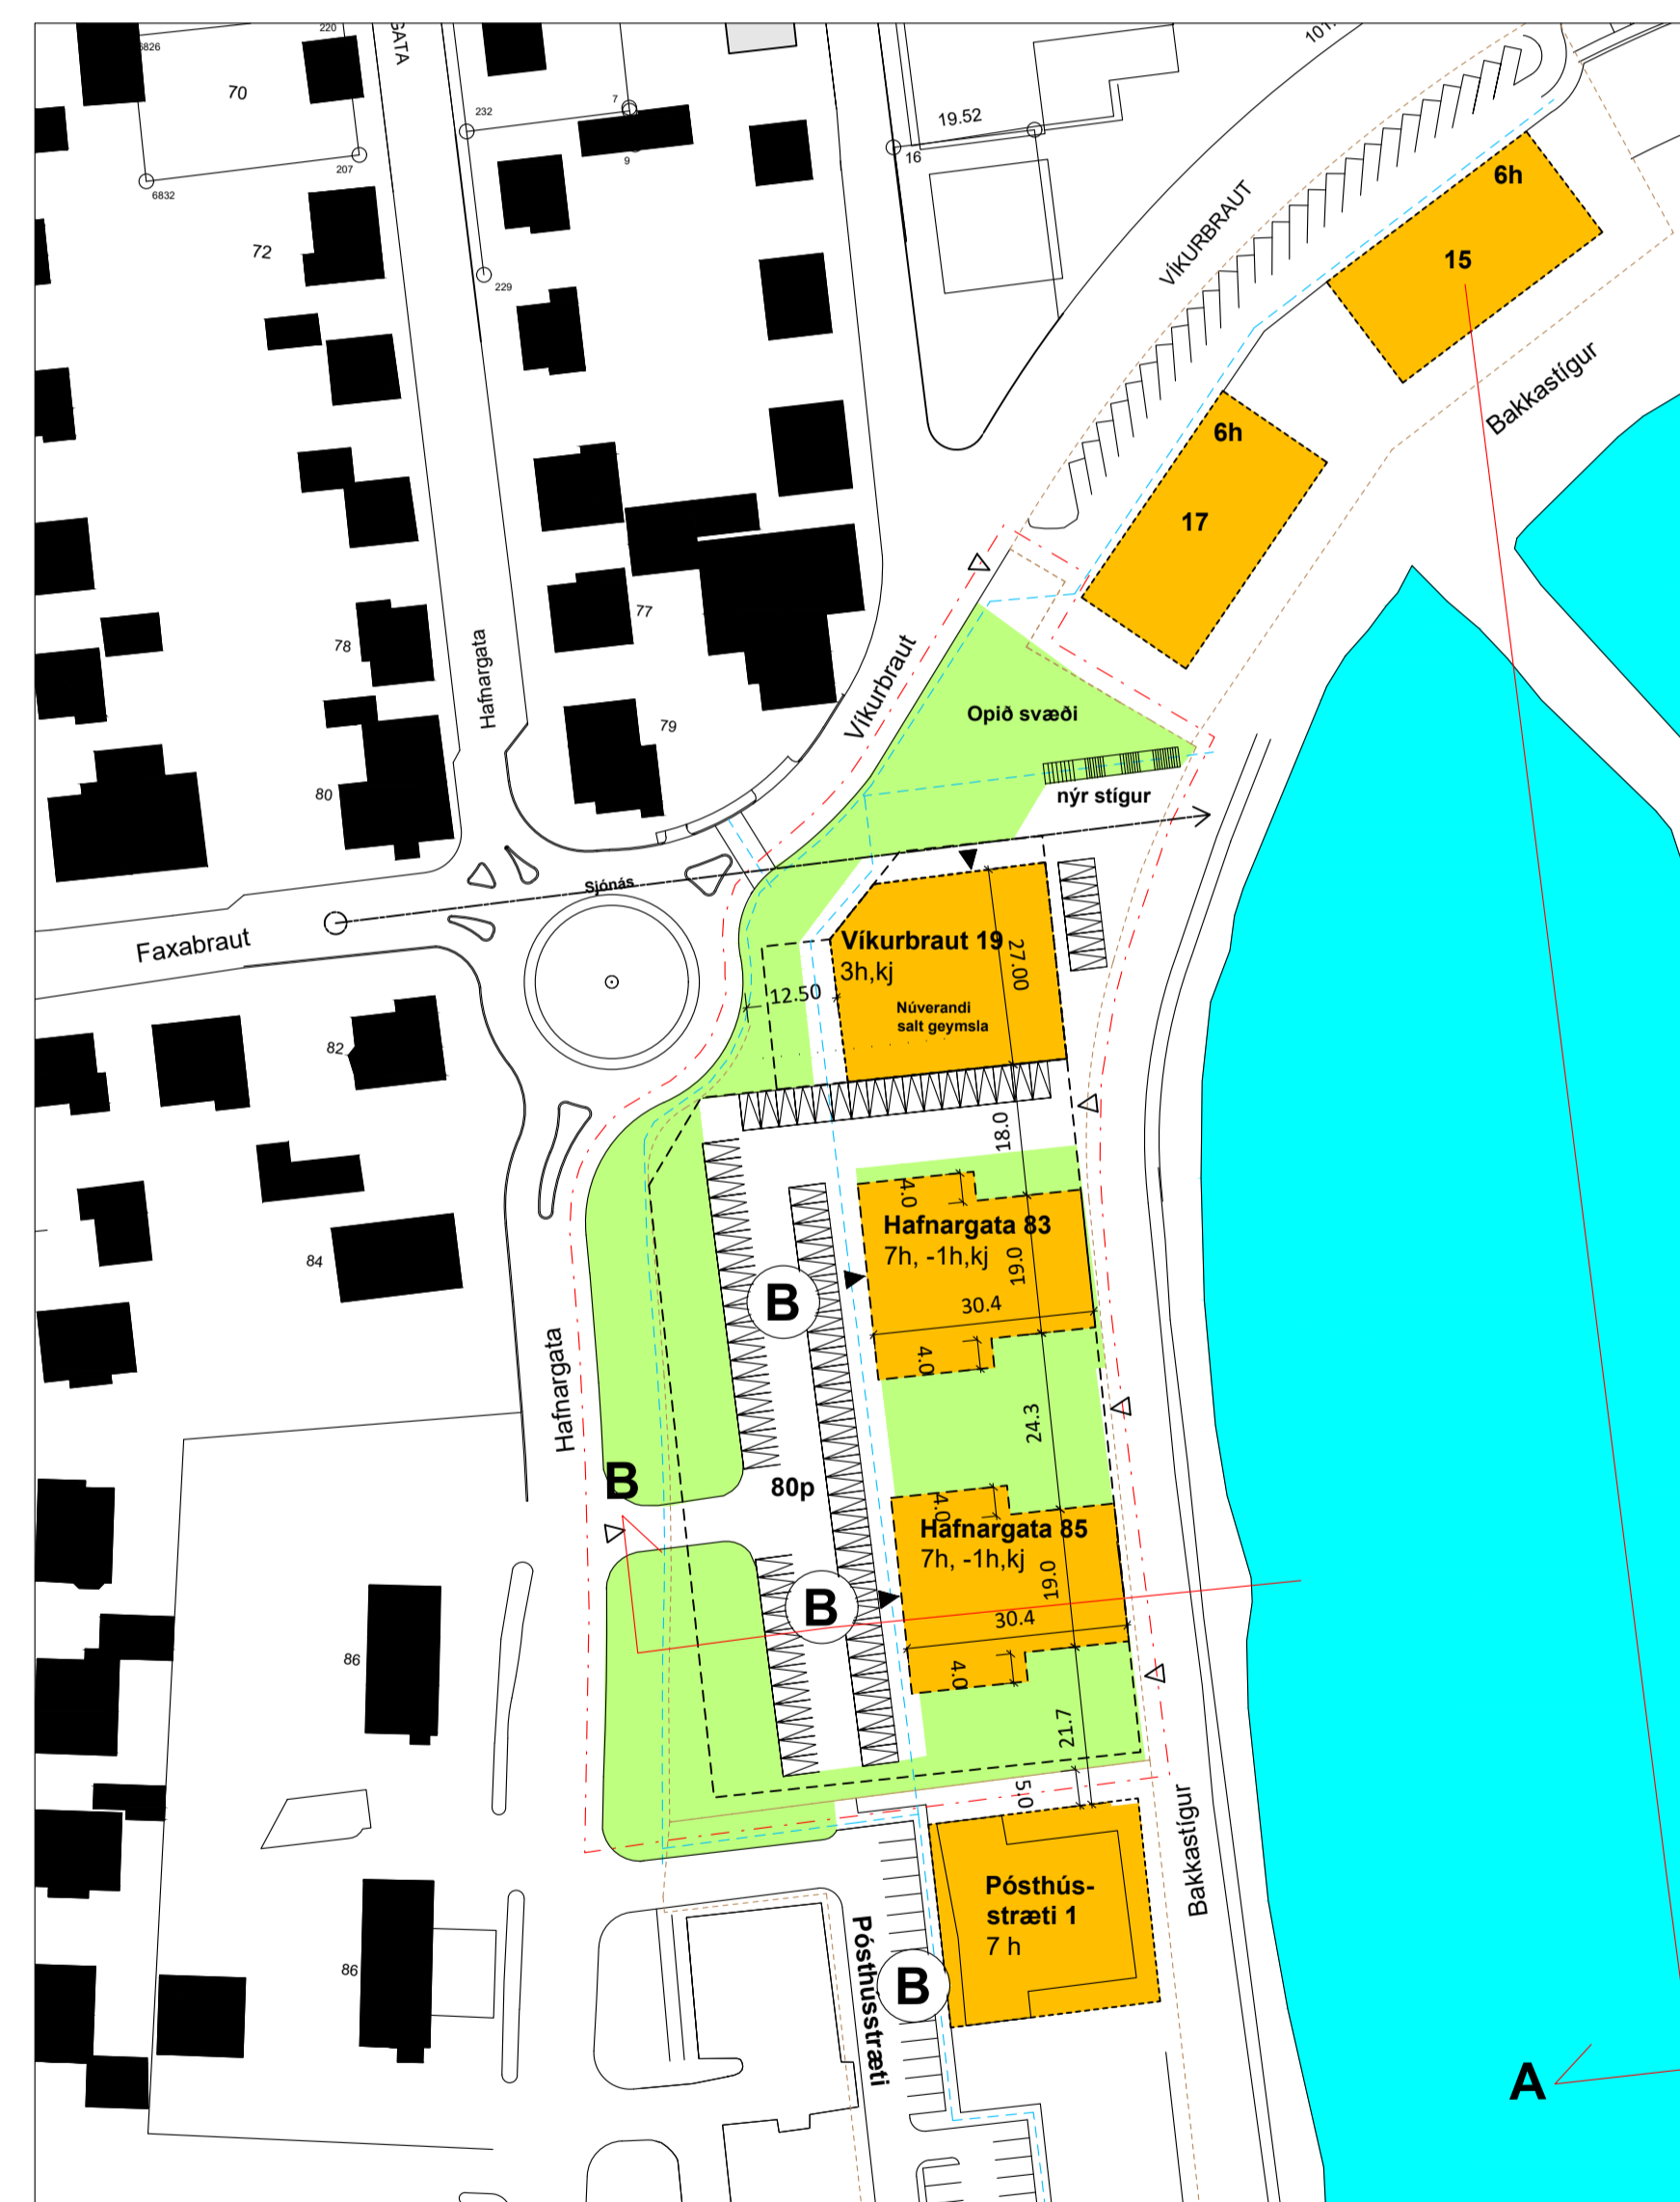 220
6826
GATA
101.
70
232
7
19.52
16
9
207
6832
6h
VÍKURBRAUT
72
15
229
Bakkastígur
6h
17
77
78
Hafnargata
Víkurbraut
Opið svæði
79
80
nýr stígur
Sjónás
Faxabraut
Víkurbraut 19
3h,kj
27.00
12.50
Núverandi
salt geymsla
82
18.0
4.0
Hafnargata 83
7h, -1h,kj
19.0
84
B
30.4
4.0
Hafnargata
24.3
B
80p
4.0
Hafnargata 85
7h, -1h,kj
19.0
B
30.4
86
4.0
21.7
5.0
Bakkastígur
Pósthús-
stræti 1
7 h
Pósthússtræti
86
B
A